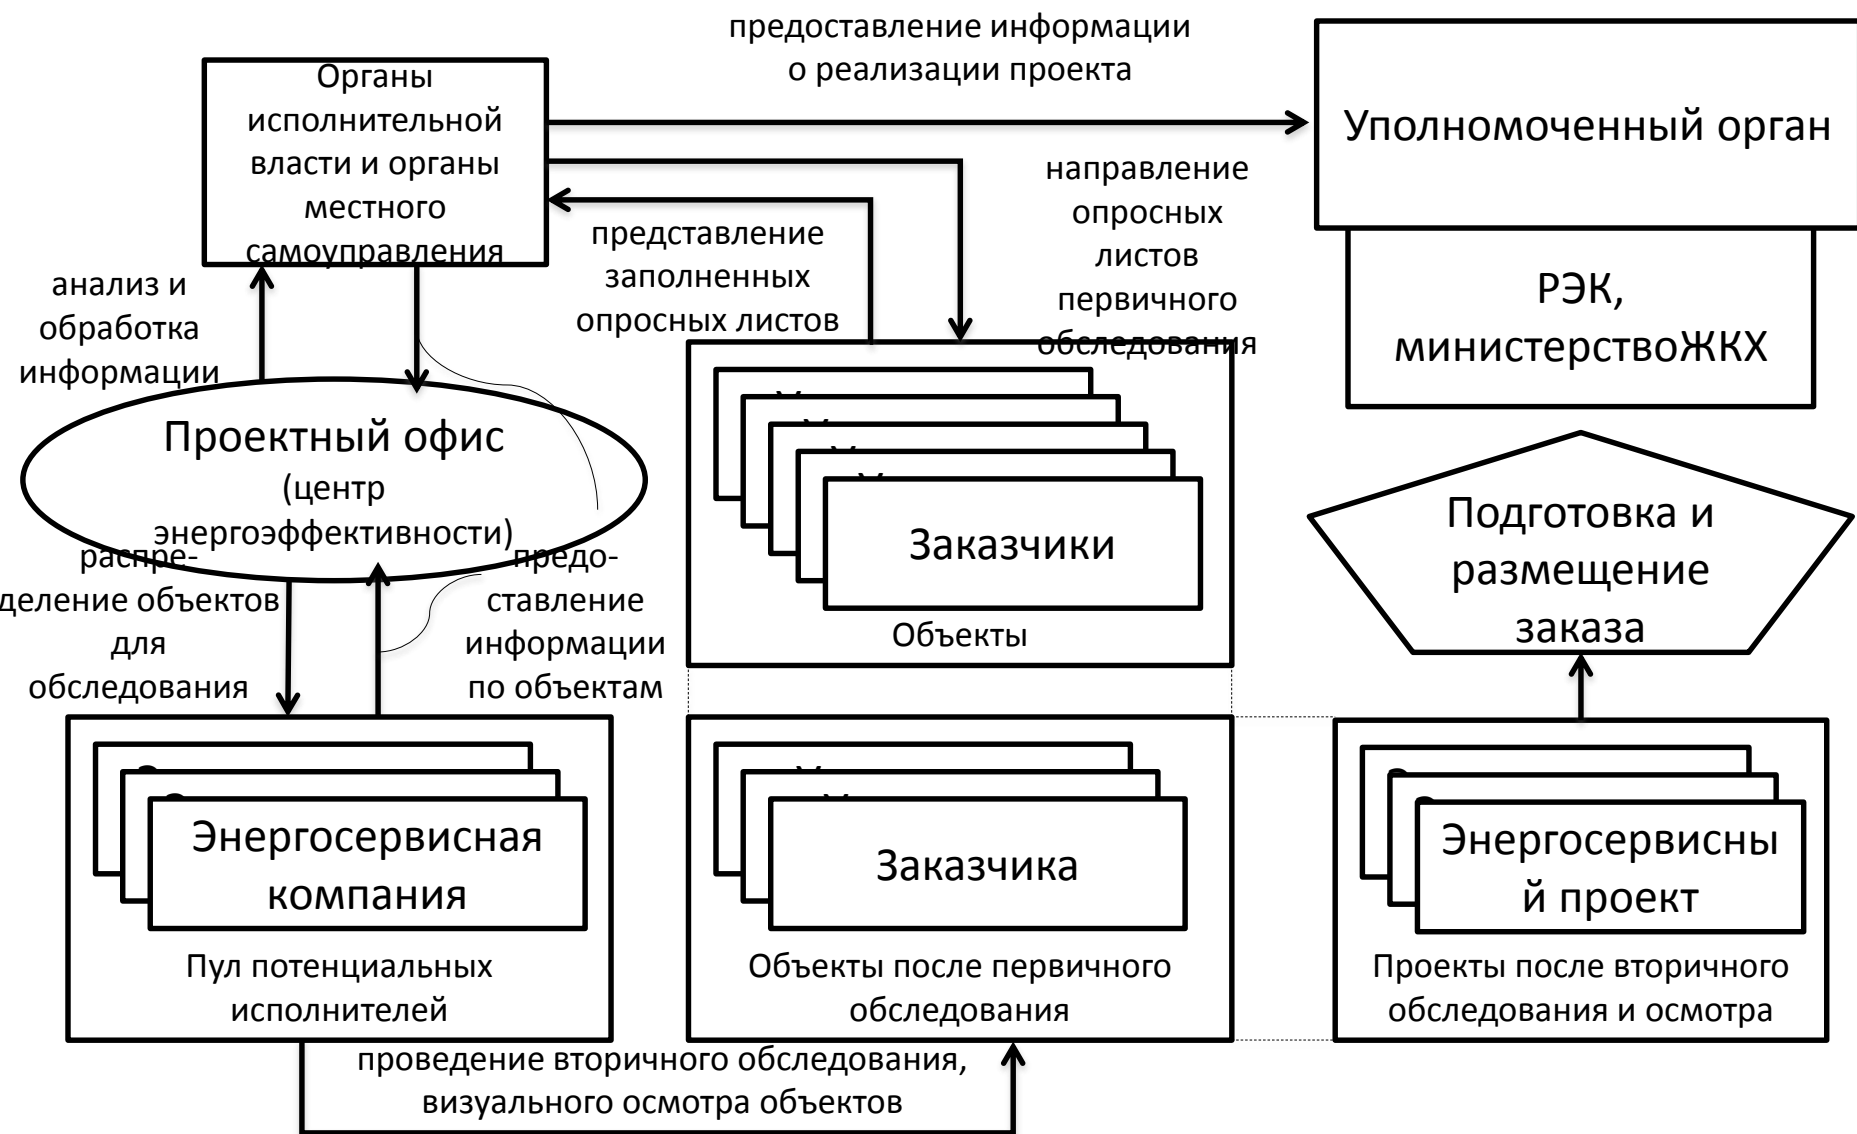 предоставление информации
о реализации проекта
Органы
исполнительной
власти и органы
местного
самоуправления
Уполномоченный орган
направление
опросных
листов
первичного
обследования
представление
заполненных
опросных листов
анализ и
обработка
информации
РЭК,
министерствоЖКХ
Проектный офис
(центр
энергоэффективности)
Заказчики
Объекты
Подготовка и
размещение
заказа
распре-
деление объектов
для
обследования
предо-
ставление
информации
по объектам
Энергосервисная
компания
Пул потенциальных
исполнителей
Заказчика
Объекты после первичного
обследования
Энергосервисны
й проект
Проекты после вторичного
обследования и осмотра
проведение вторичного обследования,
визуального осмотра объектов